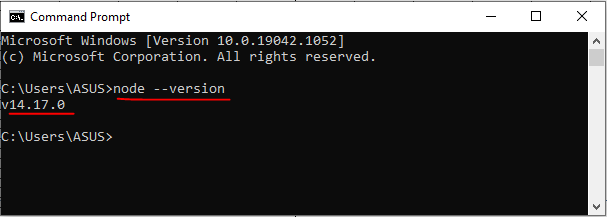 Command Prompt
Microsoft Windows [Version 10.0.19042.1052]
(c) Microsoft Corporation. All rights reserved.
C:\Users\ASUS>node --version
v14.17.0
C:\Users\ASUS>